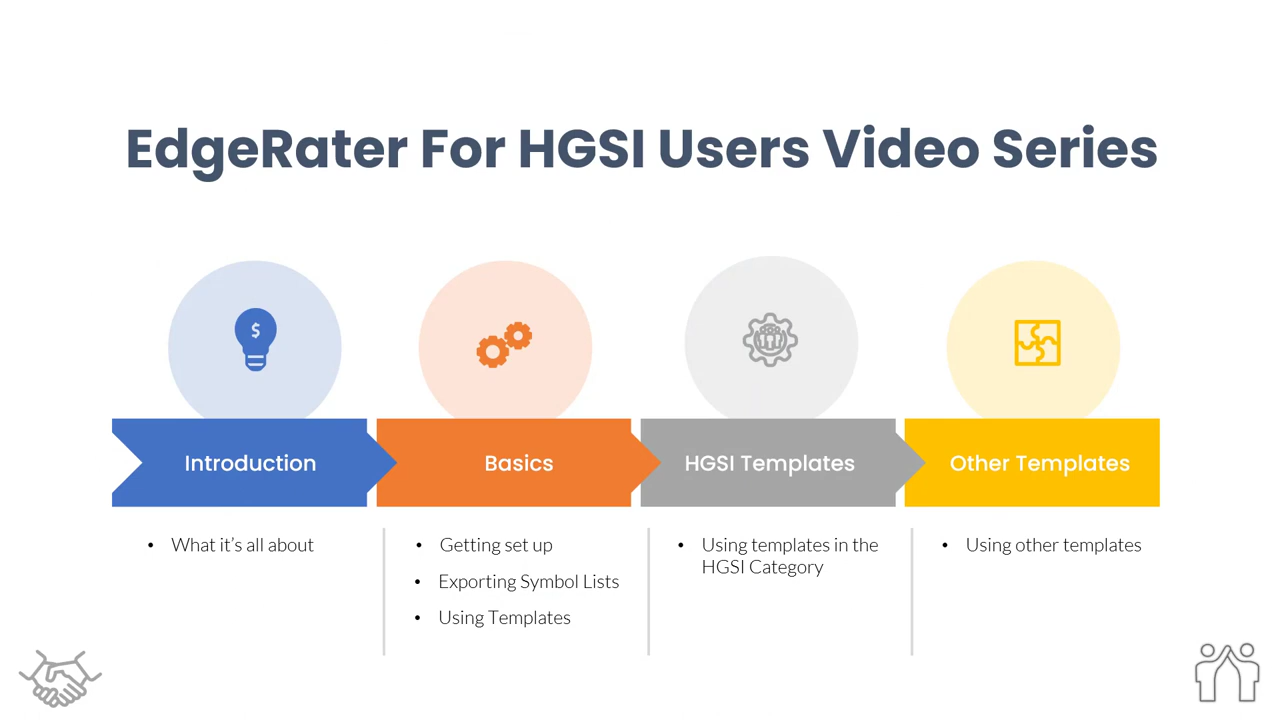 EdgeRater For HGSI Users Video Series
$
Introduction
Basics
HGSI Templates
Other Templates
• What it’s all about
• Getting set up
• Exporting Symbol Lists
• Using Templates
• Using templates in the
HGSI Category
• Using other templates